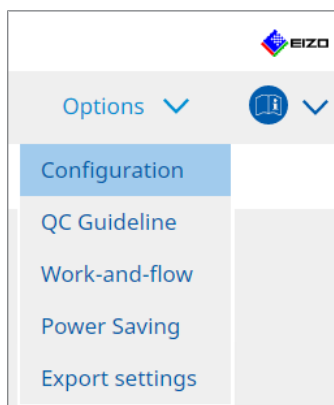 EIZO
Options
Configuration
QC Guideline
Work-and-flow
Power Saving
Export settings